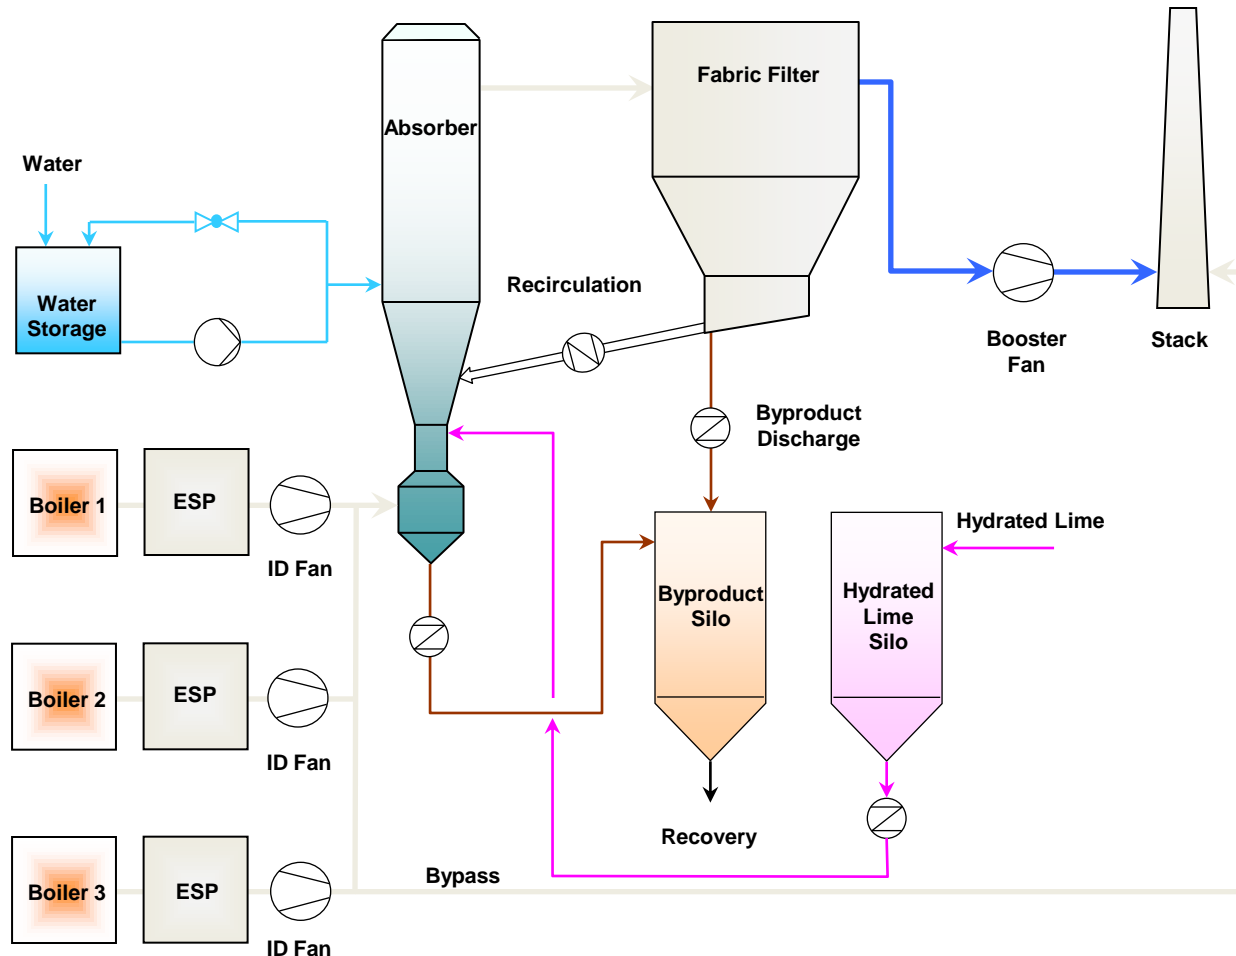 Fabric Filter
Absorber
Water
Recirculation
Water
Storage
Booster
Fan
Stack
Byproduct
Discharge
Boiler 1
ESP
ID Fan
Hydrated Lime
Byproduct
Silo
Hydrated
Lime
Silo
Boiler 2
ESP
ID Fan
Recovery
Bypass
Boiler 3
ESP
ID Fan